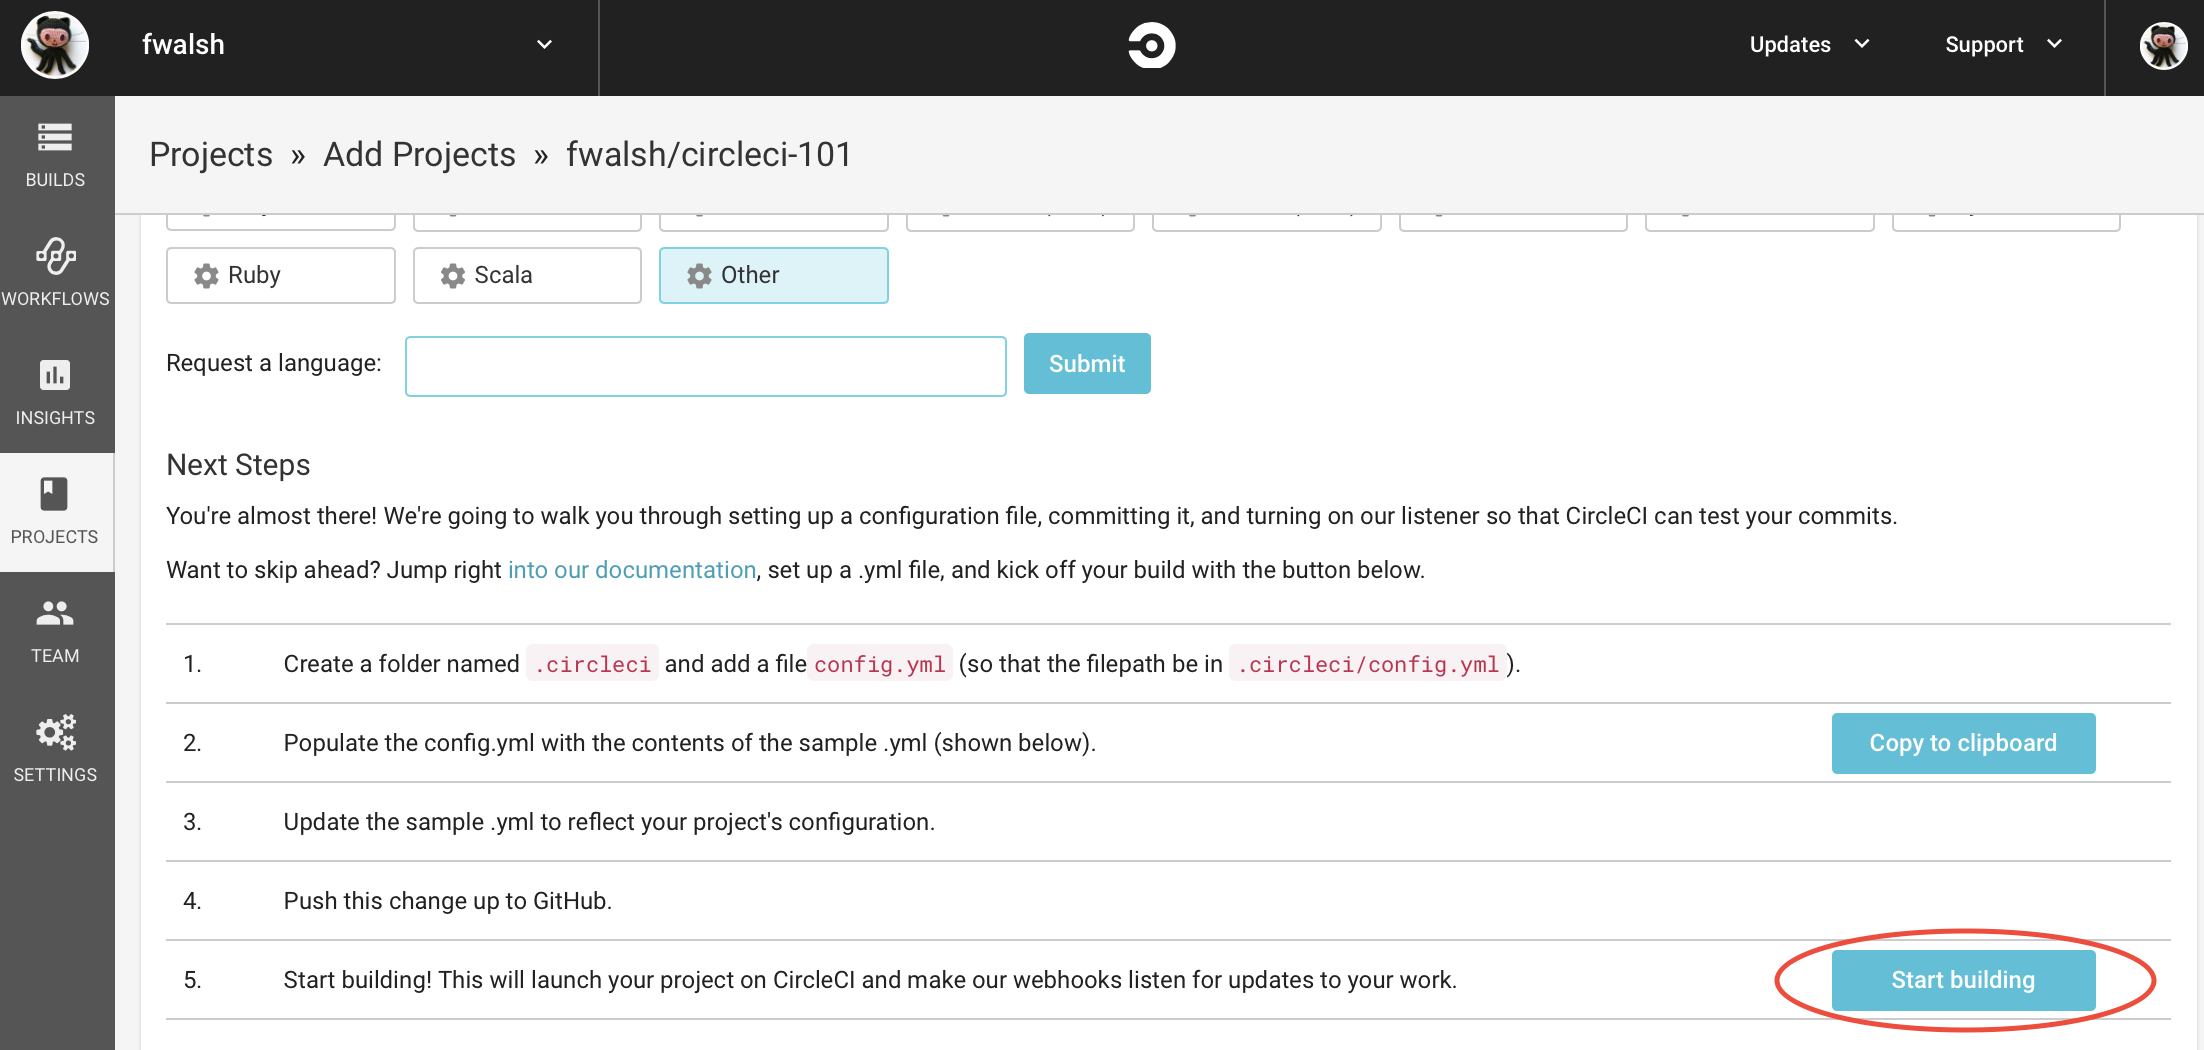 fwalsh
Updates
Support
BUILDS
WORKFLOWS
INSIGHTS
PROJECTS
TEAM
SETTINGS
Projects » Add Projects » fwalsh/circleci-101
Ruby
Scala
Other
Request a language:
Submit
Next Steps
You're almost there! We're going to walk you through setting up a configuration file, committing it, and turning on our listener so that CircleCI can test your commits.
Want to skip ahead? Jump right into our documentation, set up a .yml file, and kick off your build with the button below.
1. Create a folder named .circleci and add a file config.yml (so that the filepath be in .circleci/config.yml).
2. Populate the config.yml with the contents of the sample .yml (shown below).
Copy to clipboard
3. Update the sample .yml to reflect your project's configuration.
4. Push this change up to GitHub.
5. Start building! This will launch your project on CircleCI and make our webhooks listen for updates to your work.
Start building